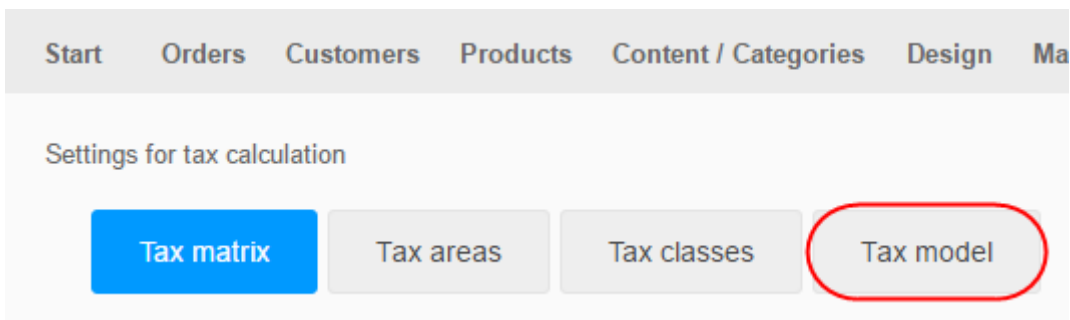 Start Orders Customers Products Content / Categories Design Ma
Settings for tax calculation
Tax matrix Tax areas Tax classes Tax model